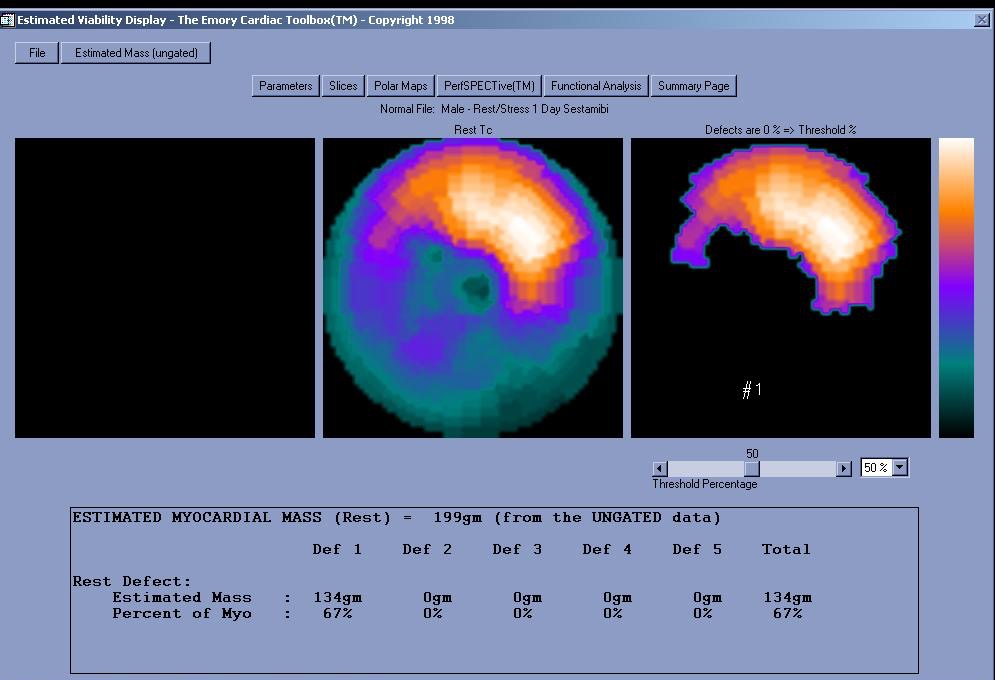 Estimated Viability Display - The Emory Cardiac Toolbox(TM) - Copyright 1998
File Estimated Mass (ungated)
Parameters Slices Polar Maps PerfSPECTive(TM) Functional Analysis Summary Page
Normal File: Male - Rest/Stress 1 Day Sestamibi
Rest Tc Defects are 0 % => Threshold %
#1
50
50 %
Threshold Percentage
ESTIMATED MYOCARDIAL MASS (Rest) = 199gm (from the UNGATED data)
Def 1 Def 2 Def 3 Def 4 Def 5 Total
Rest Defect:
Estimated Mass : 134gm 0gm 0gm 0gm 0gm 134gm
Percent of Myo : 67% 0% 0% 0% 0% 67%